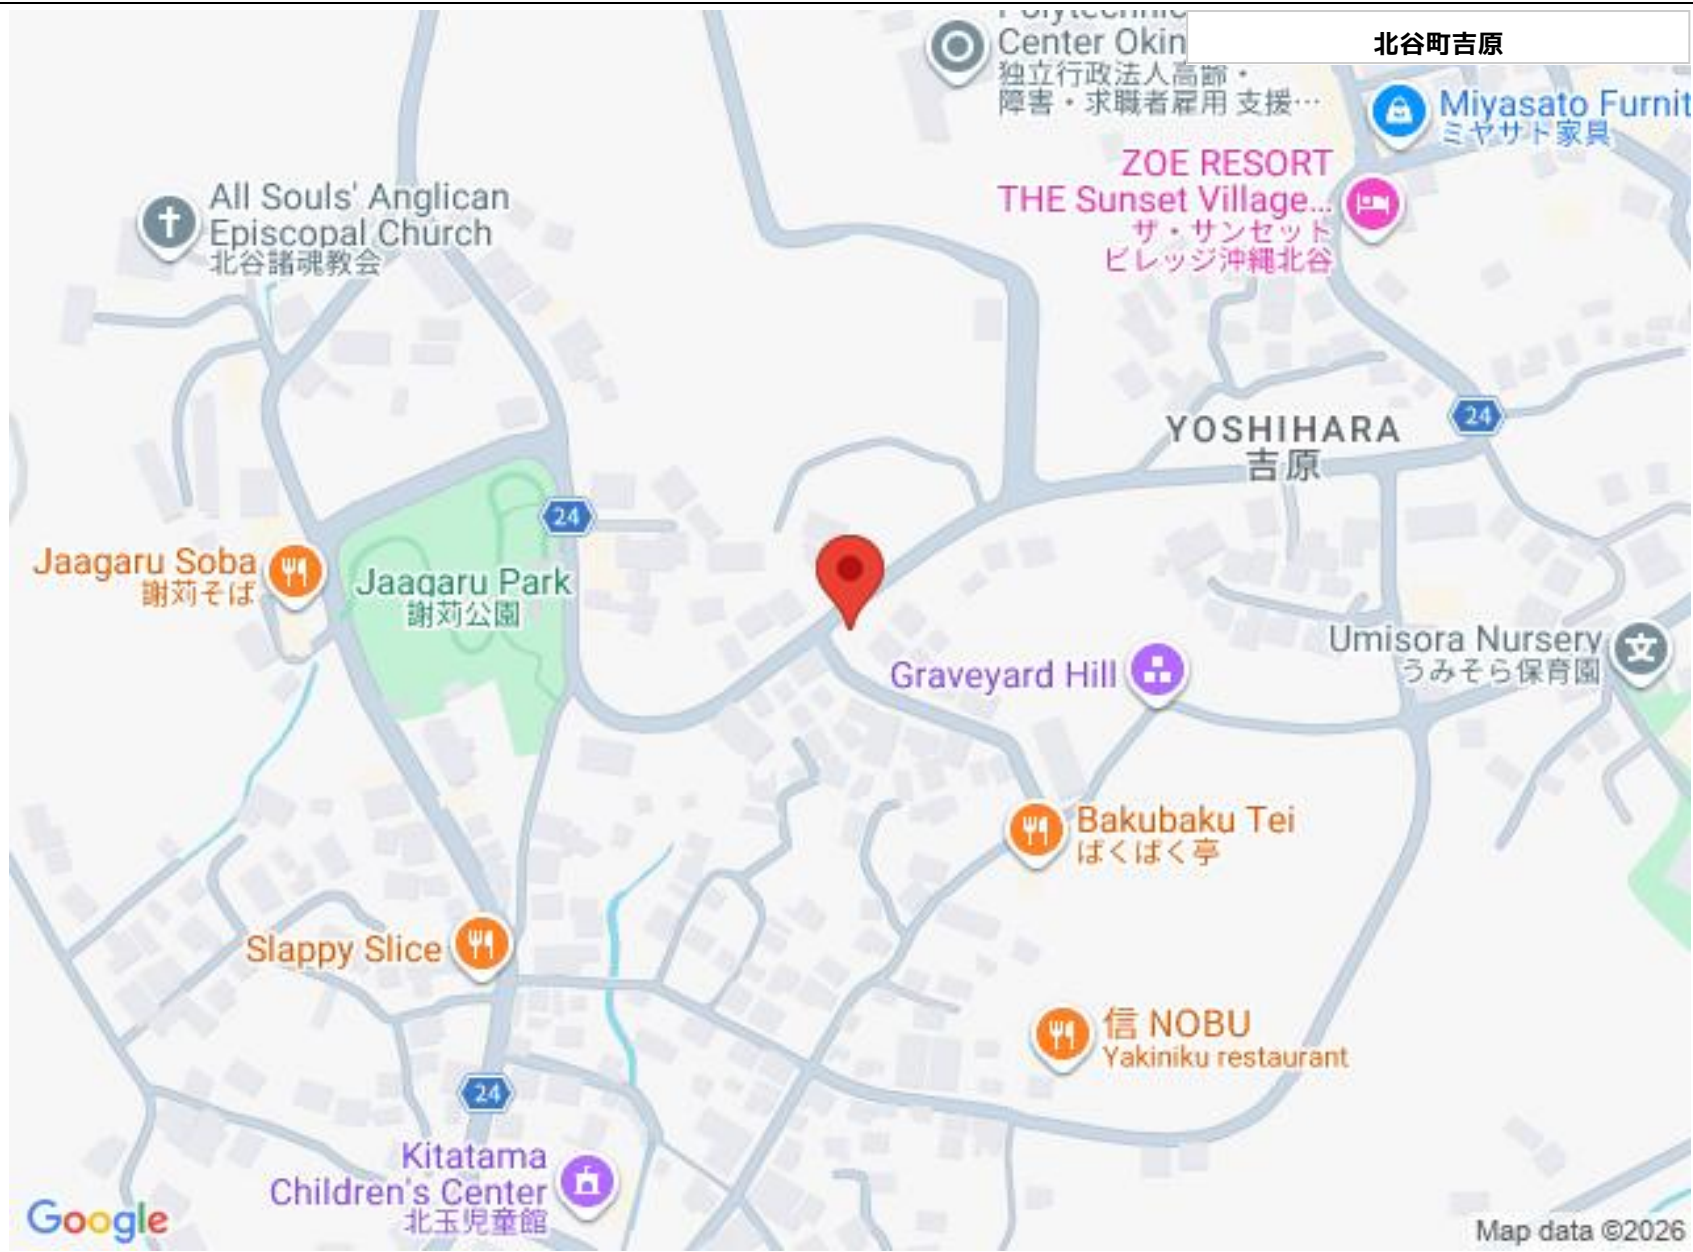 Polytechnic
Center Okin
独立行政法人高齢・
障害・求職者雇用 支援…
北谷町吉原
Miyasato Furnit
ミヤサト家具
ZOE RESORT
THE Sunset Village...
ザ・サンセット
ビレッジ沖縄北谷
All Souls' Anglican
Episcopal Church
北谷諸魂教会
24
YOSHIHARA
吉原
24
Jaagaru Soba
謝苅そば
Jaagaru Park
謝苅公園
Umisora Nursery
うみそら保育園
Graveyard Hill
Bakubaku Tei
ばくばく亭
Slappy Slice
信 NOBU
Yakiniku restaurant
24
Kitatama
Children's Center
北玉児童館
Google
Map data ©2026